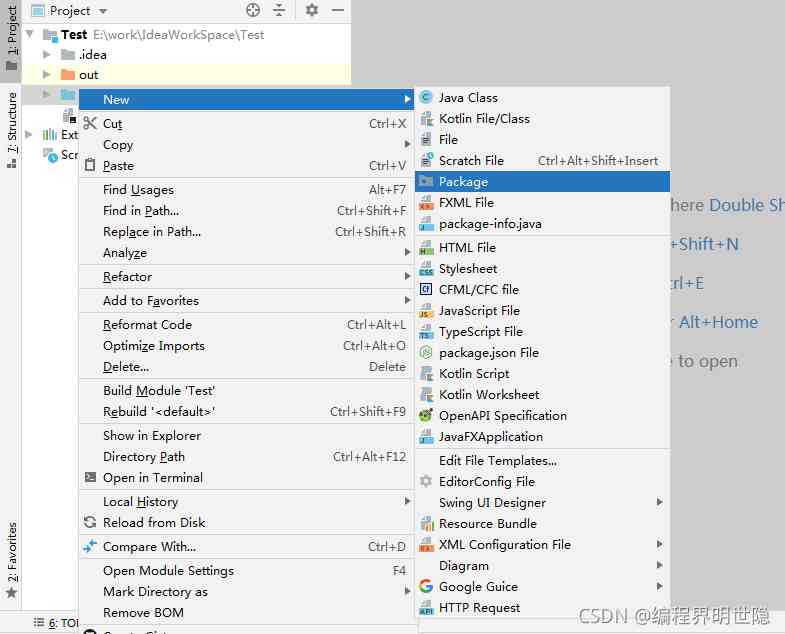 1: Project
Project
Test E:\work\IdeaWorkSpace\Test
.idea
out
Ext
Scr
7: Structure
2: Favorites
6: TO
New
Cut Ctrl+X
Copy
Paste Ctrl+V
Find Usages Alt+F7
Find in Path... Ctrl+Shift+F
Replace in Path... Ctrl+Shift+R
Analyze
Refactor
Add to Favorites
Reformat Code Ctrl+Alt+L
Optimize Imports Ctrl+Alt+O
Delete... Delete
Build Module 'Test'
Rebuild '<default>' Ctrl+Shift+F9
Show in Explorer
Directory Path Ctrl+Alt+F12
Open in Terminal
Local History
Reload from Disk
Compare With... Ctrl+D
Open Module Settings F4
Mark Directory as
Remove BOM
Java Class
Kotlin File/Class
File
Scratch File Ctrl+Alt+Shift+Insert
Package
FXML File
package-info.java
HTML File
Stylesheet
CFML/CFC file
JavaScript File
TypeScript File
package.json File
Kotlin Script
Kotlin Worksheet
OpenAPI Specification
JavaFXApplication
Edit File Templates...
EditorConfig File
Swing UI Designer
Resource Bundle
XML Configuration File
Diagram
Google Guice
HTTP Request
here Double Sh
+Shift+N
rl+E
Alt+Home
to open
CSDN @编程界明世隐